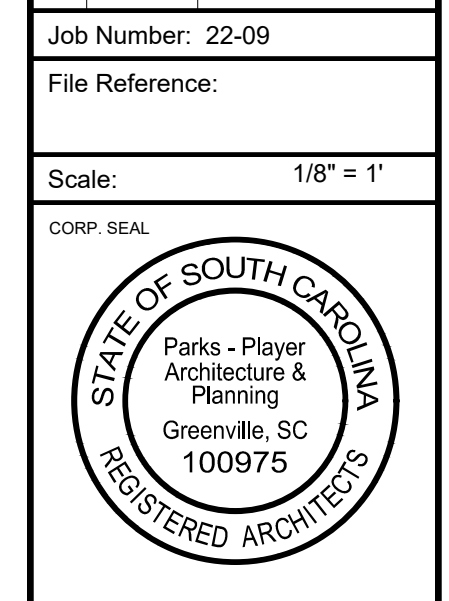 Job Number: 22-09
File Reference:
Scale: 1/8" = 1'
CORP. SEAL
STATE OF SOUTH CAROLINA
Parks - Player
Architecture &
Planning
Greenville, SC
100975
REGISTERED ARCHITECTS